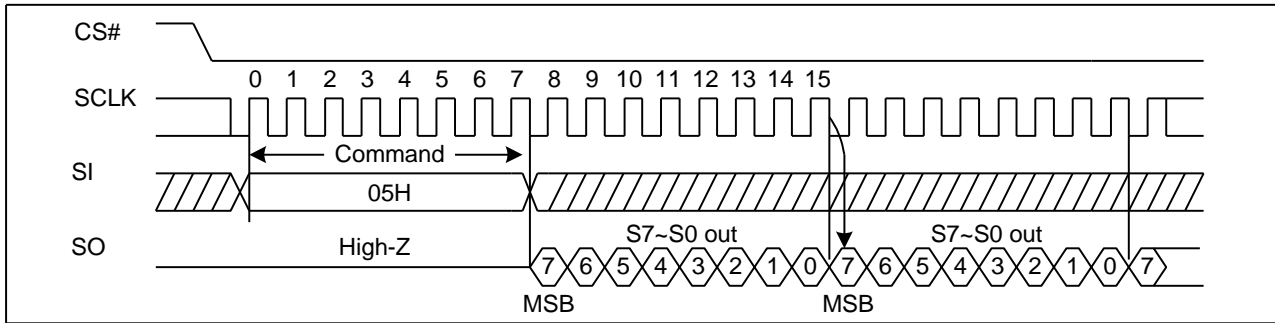 CS#
0 1 2 3 4 5 6 7 8 9 10 11 12 13 14 15
SCLK
Command
SI
05H
SO
High-Z
S7~S0 out S7~S0 out
7 6 5 4 3 2 1 0 7 6 5 4 3 2 1 0 7
MSB MSB